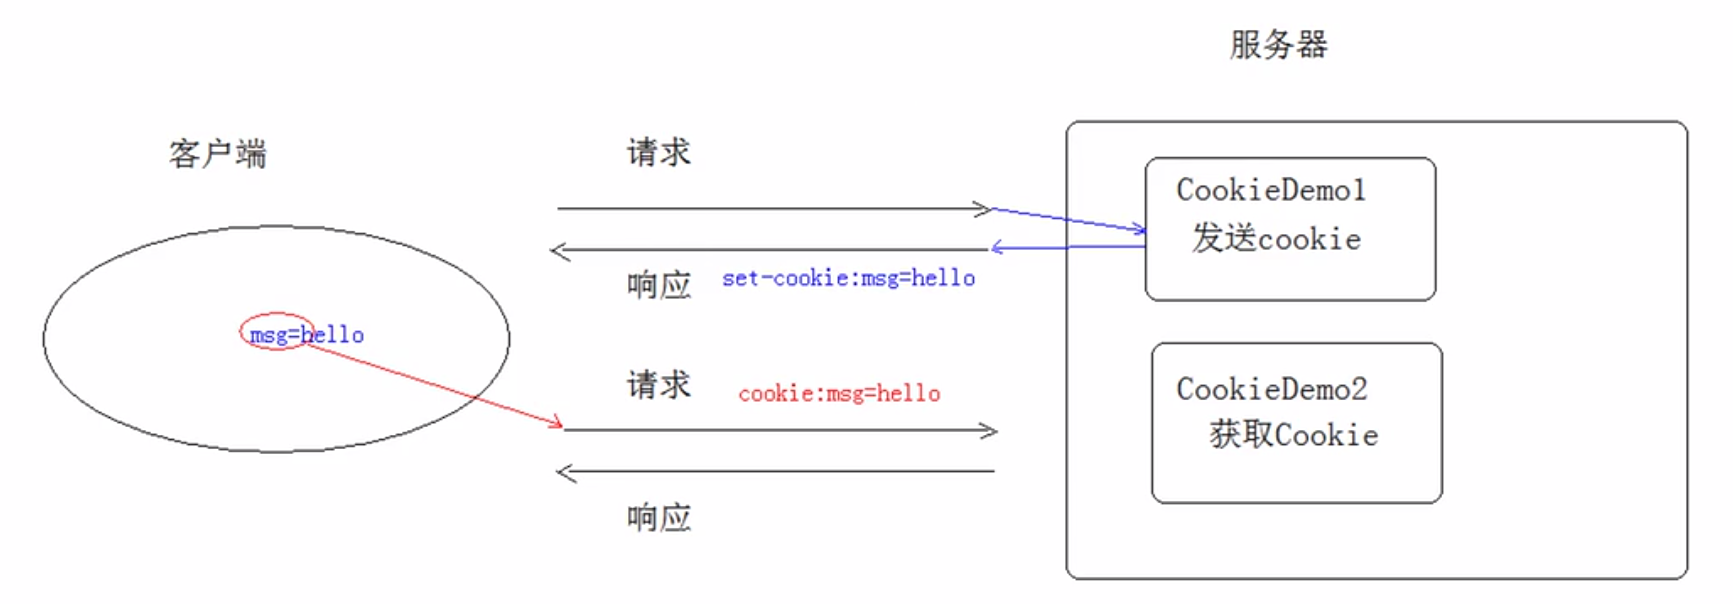 服务器
客户端
请求
CookieDemo1
发送cookie
响应
set-cookie:msg=hello
msg=hello
请求
cookie:msg=hello
CookieDemo2
获取Cookie
响应